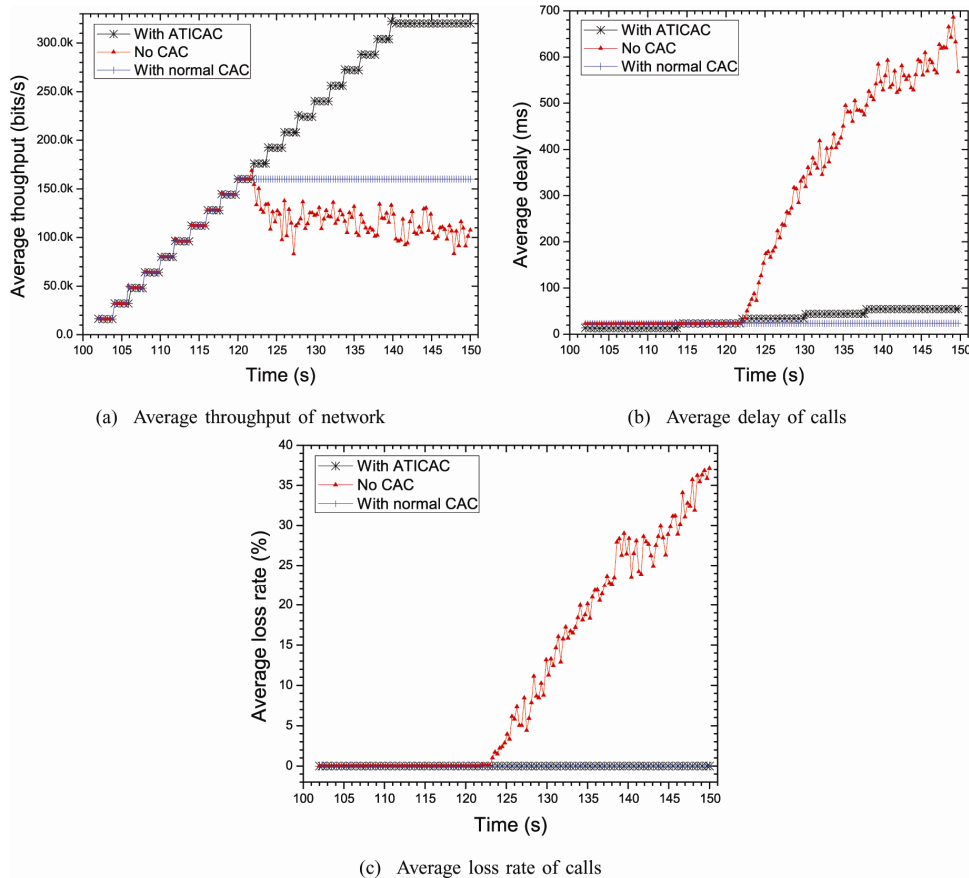 With ATICAC
No CAC
With normal CAC
300.0k
250.0k
200.0k
150.0k
100.0k
50.0k
0.0
Average thoughput (bits/s)
100 105 110 115 120 125 130 135 140 145 150
Time (s)
(a) Average throughput of network
With ATICAC
No CAC
With normal CAC
700
600
500
400
300
200
100
0
Average dealy (ms)
100 105 110 115 120 125 130 135 140 145 150
Time (s)
(b) Average delay of calls
With ATICAC
No CAC
With normal CAC
40
35
30
25
20
15
10
5
0
Average loss rate (%)
100 105 110 115 120 125 130 135 140 145 150
Time (s)
(c) Average loss rate of calls